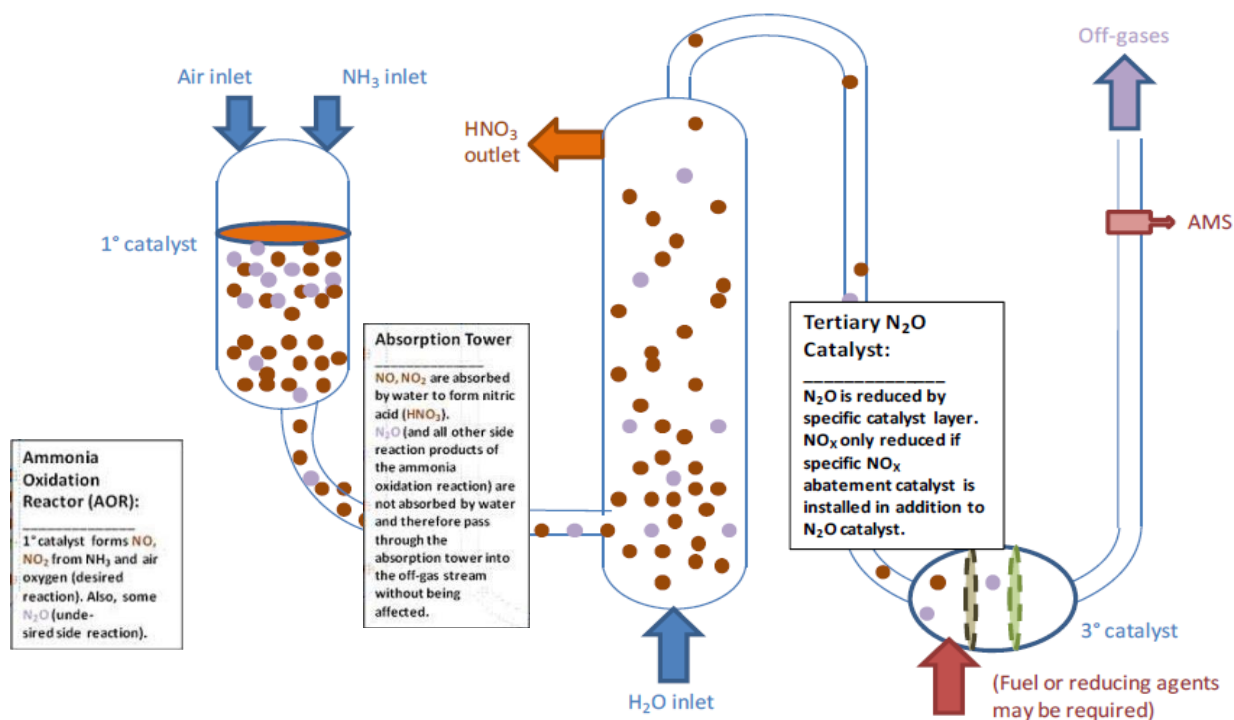 Air inlet
NH₃ inlet
1° catalyst
Ammonia
Oxidation
Reactor (AOR):
_______________
1° catalyst forms NO,
NO₂ from NH₃ and air
oxygen (desired
reaction). Also, some
N₂O (unde-
sired side reaction).
Absorption Tower
_______________
NO, NO₂ are absorbed
by water to form nitric
acid (HNO₃).
N₂O (and all other side
reaction products of
the ammonia
oxidation reaction) are
not absorbed by water
and therefore pass
through the
absorption tower into
the off-gas stream
without being
affected.
HNO₃
outlet
H₂O inlet
Tertiary N₂O
Catalyst:
_______________
N₂O is reduced by
specific catalyst layer.
NOₓ only reduced if
specific NOₓ
abatement catalyst is
installed in addition to
N₂O catalyst.
3° catalyst
(Fuel or reducing agents
may be required)
Off-gases
AMS